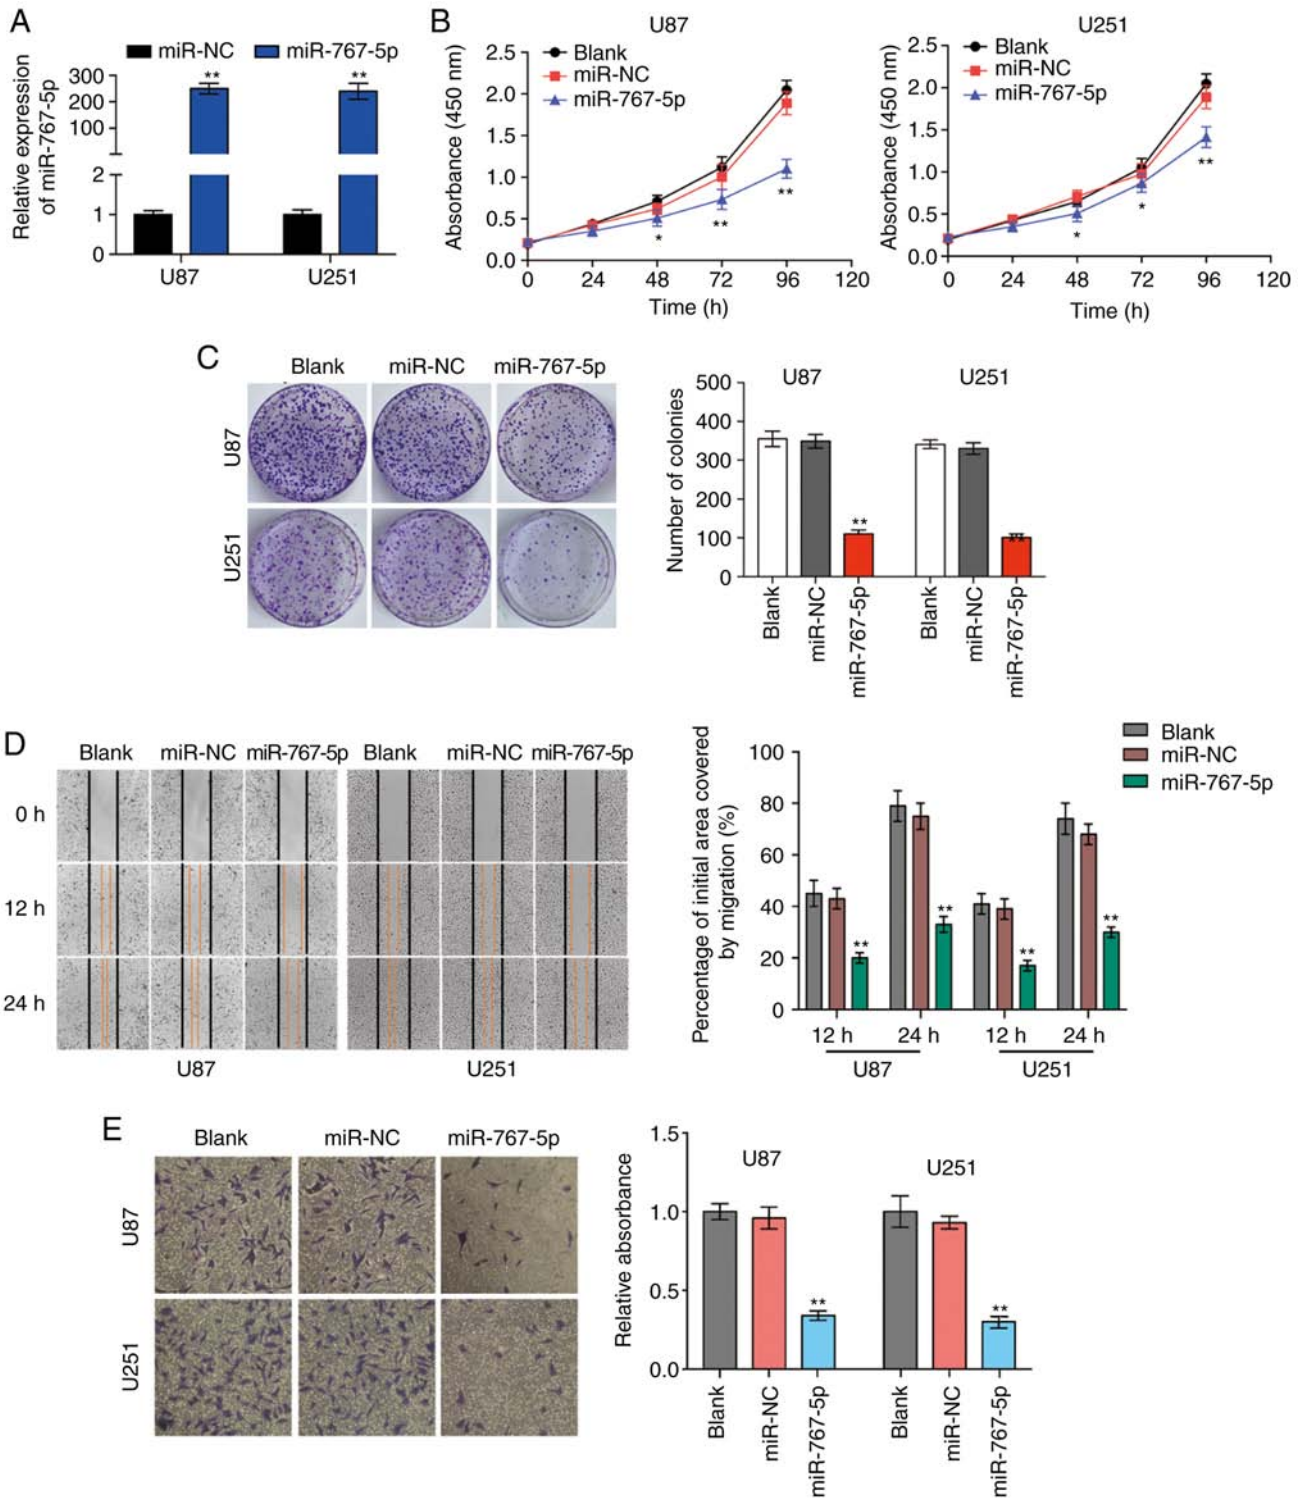 A
miR-NC miR-767-5p
Relative expression
of miR-767-5p
300
200
100
2
1
0
** **
U87 U251
B
U87
Blank
miR-NC
miR-767-5p
Absorbance (450 nm)
2.5
2.0
1.5
1.0
0.5
0.0
* ** **
0 24 48 72 96 120
Time (h)
U251
Blank
miR-NC
miR-767-5p
Absorbance (450 nm)
2.5
2.0
1.5
1.0
0.5
0.0
* * **
0 24 48 72 96 120
Time (h)
C
Blank miR-NC miR-767-5p
U87
U251
U87 U251
Number of colonies
500
400
300
200
100
0
** **
Blank miR-NC miR-767-5p Blank miR-NC miR-767-5p
D
Blank miR-NC miR-767-5p Blank miR-NC miR-767-5p
0 h
12 h
24 h
U87 U251
Blank
miR-NC
miR-767-5p
Percentage of initial area covered
by migration (%)
100
80
60
40
20
0
** ** ** **
12 h 24 h 12 h 24 h
U87 U251
E
Blank miR-NC miR-767-5p
U87
U251
U87 U251
Relative absorbance
1.5
1.0
0.5
0.0
** **
Blank miR-NC miR-767-5p Blank miR-NC miR-767-5p